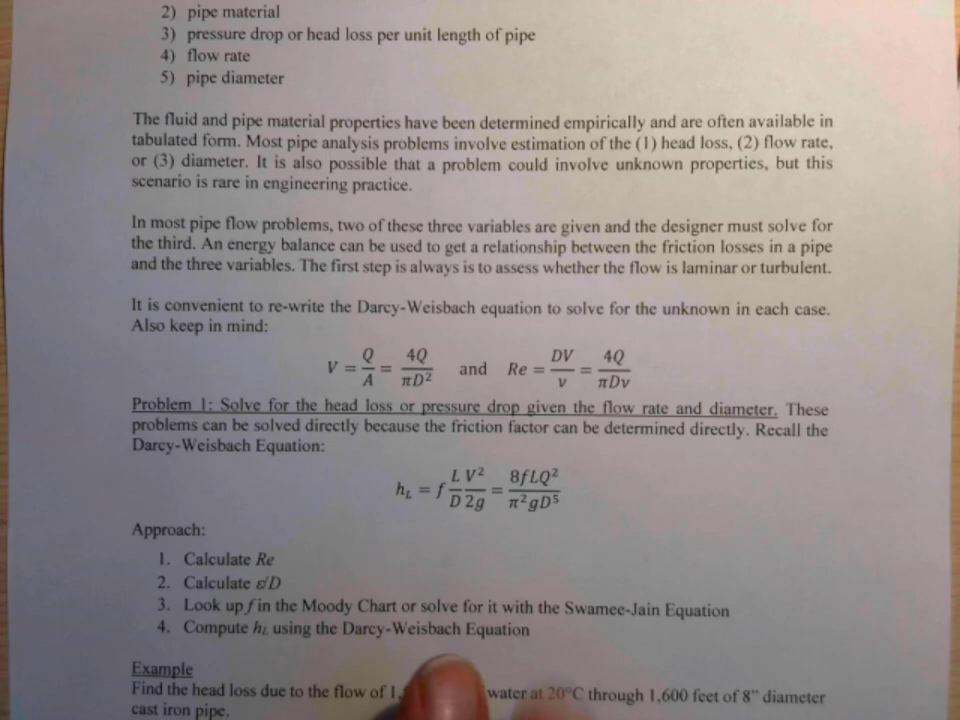 2) pipe material
3) pressure drop or head loss per unit length of pipe
4) flow rate
5) pipe diameter
The fluid and pipe material properties have been determined empirically and are often available in
tabulated form. Most pipe analysis problems involve estimation of the (1) head loss, (2) flow rate,
or (3) diameter. It is also possible that a problem could involve unknown properties, but this
scenario is rare in engineering practice.
In most pipe flow problems, two of these three variables are given and the designer must solve for
the third. An energy balance can be used to get a relationship between the friction losses in a pipe
and the three variables. The first step is always is to assess whether the flow is laminar or turbulent.
It is convenient to re-write the Darcy-Weisbach equation to solve for the unknown in each case.
Also keep in mind:
V = Q/A = 4Q/πD² and Re = DV/ν = 4Q/πDν
Problem 1: Solve for the head loss or pressure drop given the flow rate and diameter. These
problems can be solved directly because the friction factor can be determined directly. Recall the
Darcy-Weisbach Equation:
h_L = f L/D V²/2g = 8fLQ²/π²gD⁵
Approach:
1. Calculate Re
2. Calculate ε/D
3. Look up f in the Moody Chart or solve for it with the Swamee-Jain Equation
4. Compute h_L using the Darcy-Weisbach Equation
Example
Find the head loss due to the flow of 1, water at 20°C through 1,600 feet of 8" diameter
cast iron pipe.